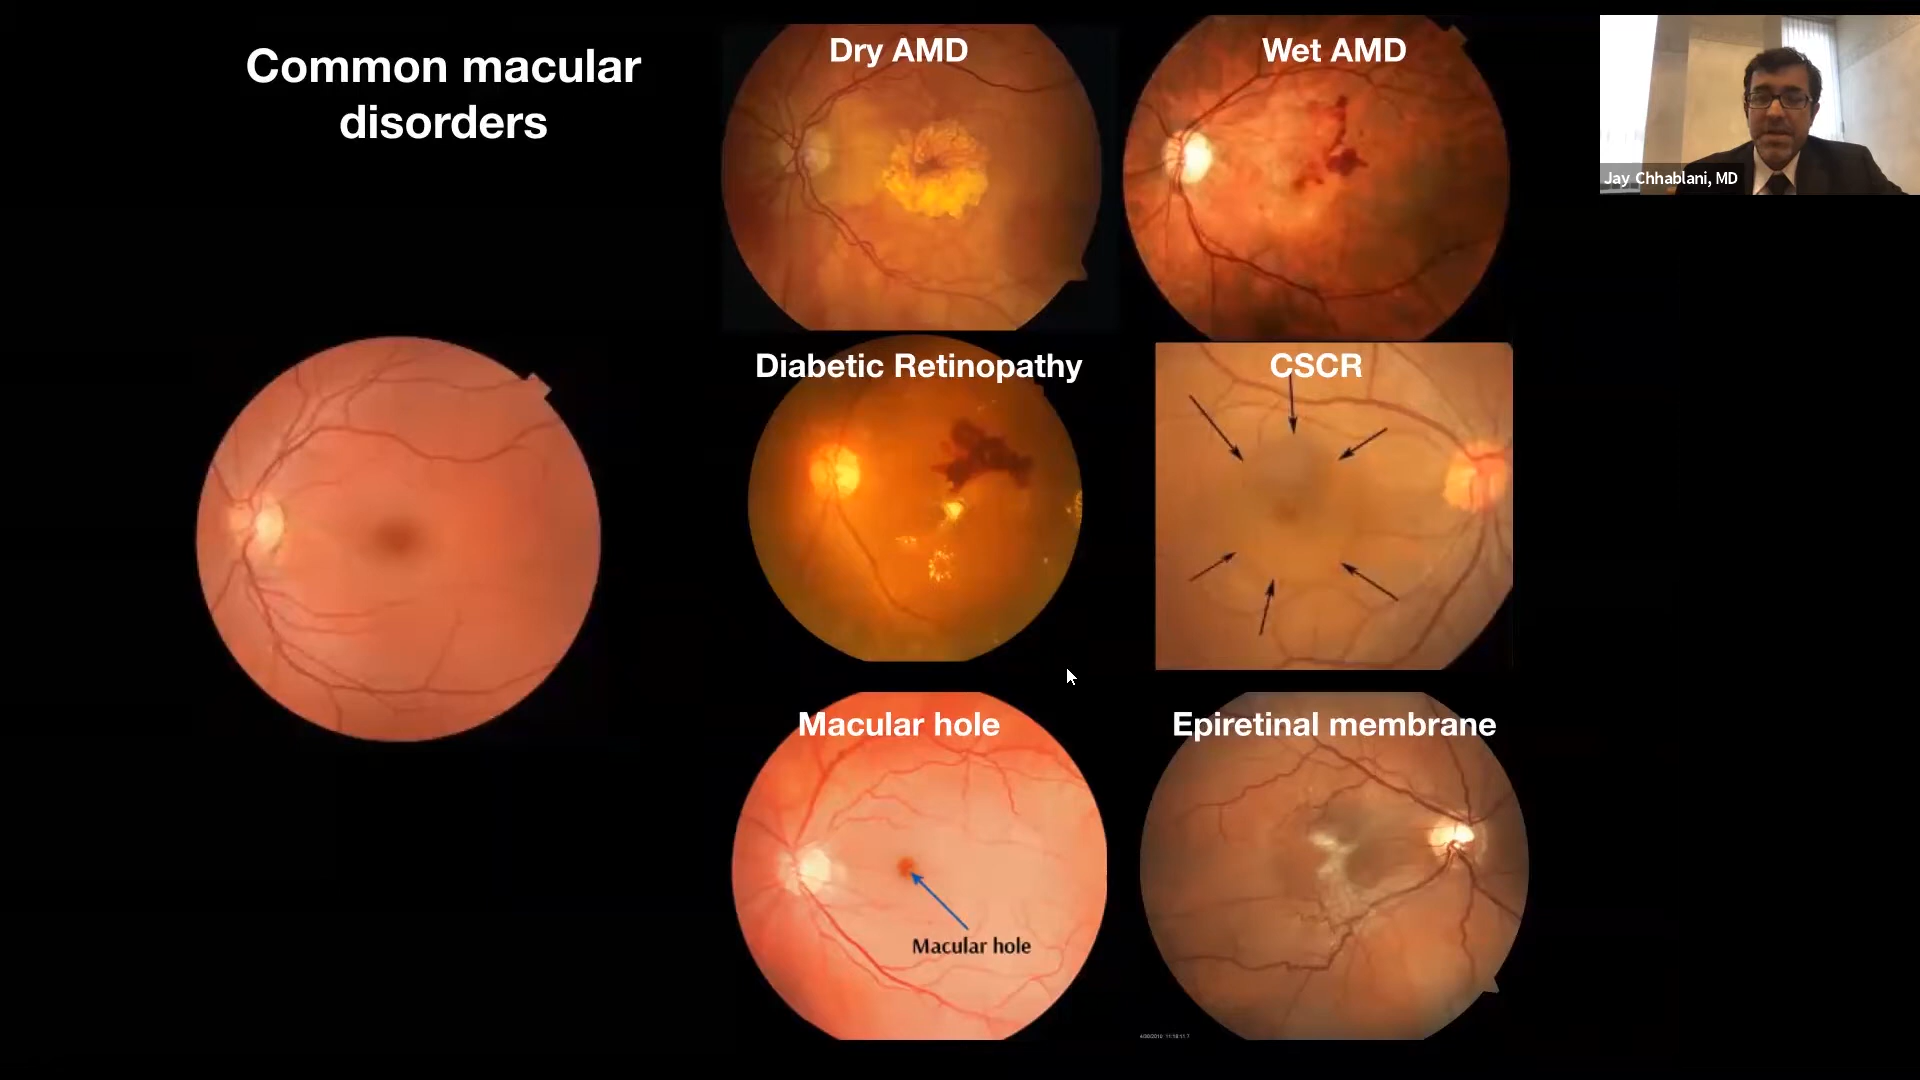 Common macular
disorders
Dry AMD
Wet AMD
Jay Chhablani, MD
Diabetic Retinopathy
CSCR
Macular hole
Epiretinal membrane
Macular hole